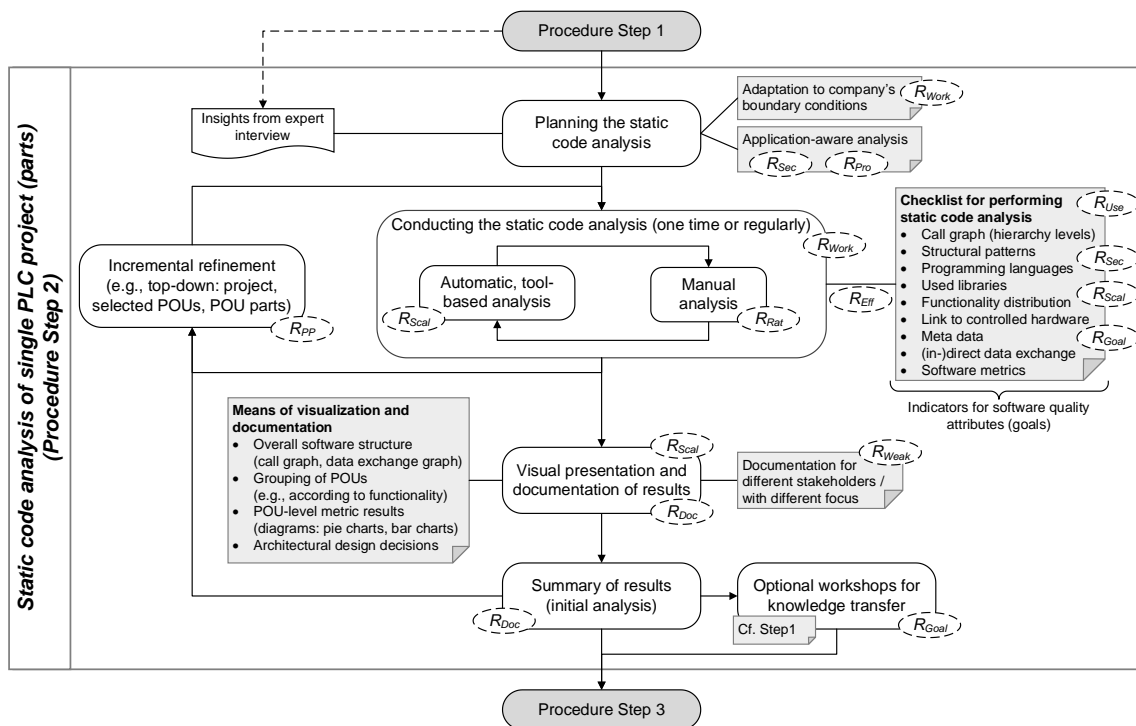 Procedure Step 1
Static code analysis of single PLC project (parts)
(Procedure Step 2)
Insights from expert
interview
Planning the static
code analysis
Adaptation to company's
boundary conditions
RWork
Application-aware analysis
RSec
RPro
Conducting the static code analysis (one time or regularly)
RWork
Automatic, tool-
based analysis
RScal
Manual
analysis
RRat
REff
Incremental refinement
(e.g., top-down: project,
selected POUs, POU parts)
RPP
Checklist for performing
static code analysis
• Call graph (hierarchy levels)
• Structural patterns
• Programming languages
• Used libraries
• Functionality distribution
• Link to controlled hardware
• Meta data
• (in-)direct data exchange
• Software metrics
RUse
RSec
RScal
RGoal
Indicators for software quality
attributes (goals)
Means of visualization and
documentation
• Overall software structure
(call graph, data exchange graph)
• Grouping of POUs
(e.g., according to functionality)
• POU-level metric results
(diagrams: pie charts, bar charts)
• Architectural design decisions
RScal
Visual presentation and
documentation of results
RDoc
RWeak
Documentation for
different stakeholders /
with different focus
Summary of results
(initial analysis)
RDoc
Optional workshops for
knowledge transfer
Cf. Step1
RGoal
Procedure Step 3